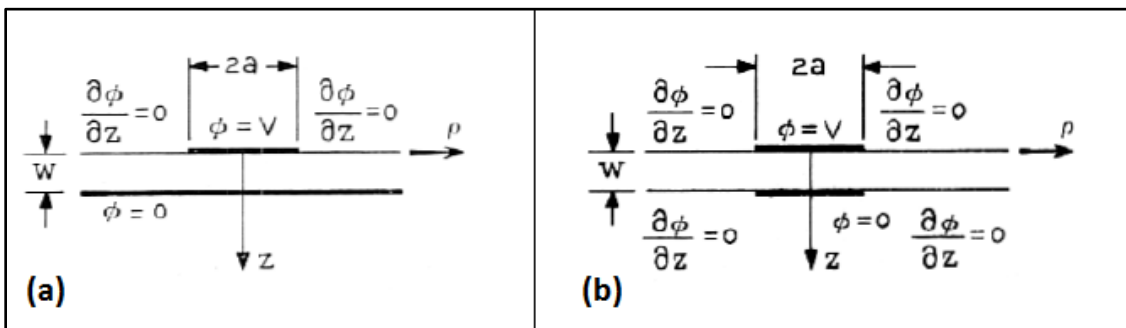 2a
∂φ/∂z = 0
φ = V
∂φ/∂z = 0
ρ
W
φ = 0
z
(a)
2a
∂φ/∂z = 0
φ = V
∂φ/∂z = 0
ρ
W
∂φ/∂z = 0
φ = 0
∂φ/∂z = 0
z
(b)